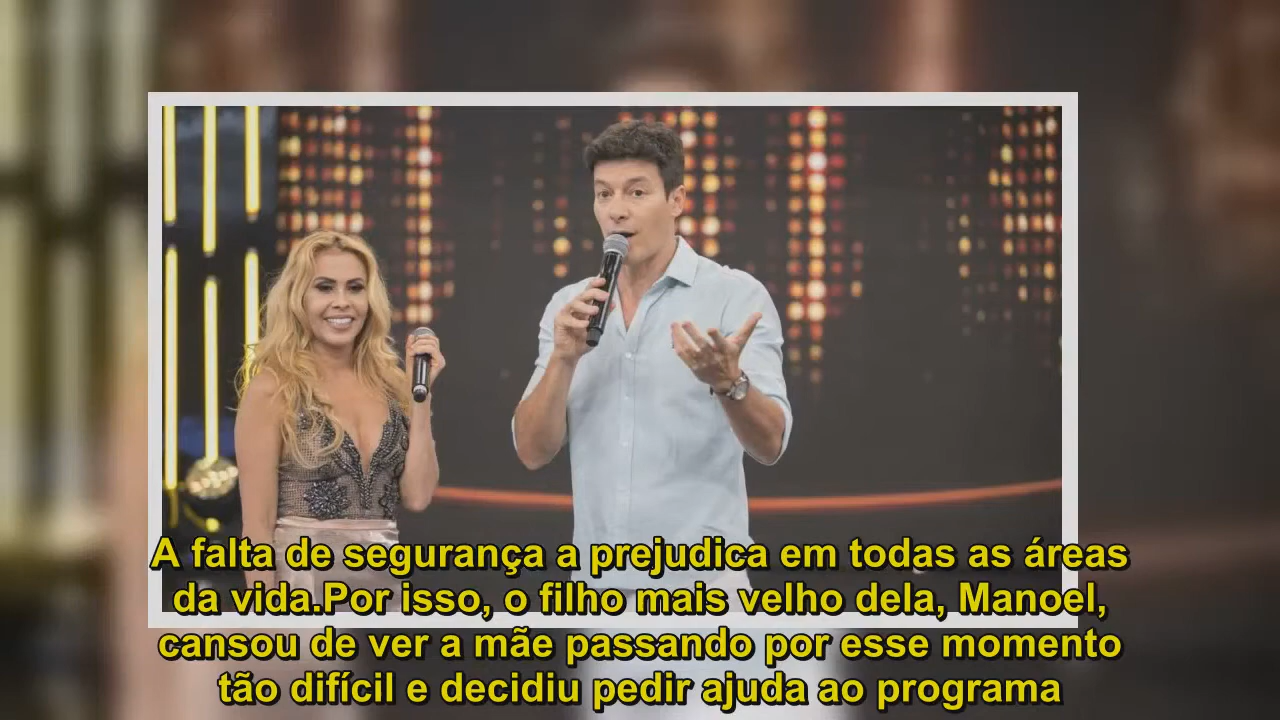 A falta de segurança a prejudica em todas as áreas
da vida.Por isso, o filho mais velho dela, Manoel,
cansou de ver a mãe passando por esse momento
tão difícil e decidiu pedir ajuda ao programa